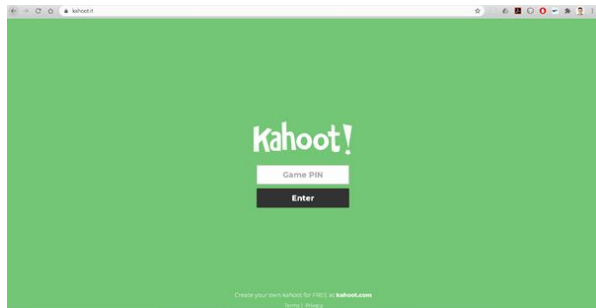 kahoot.it
Kahoot!
Game PIN
Enter
Create your own kahoot for FREE at kahoot.com
Terms | Privacy